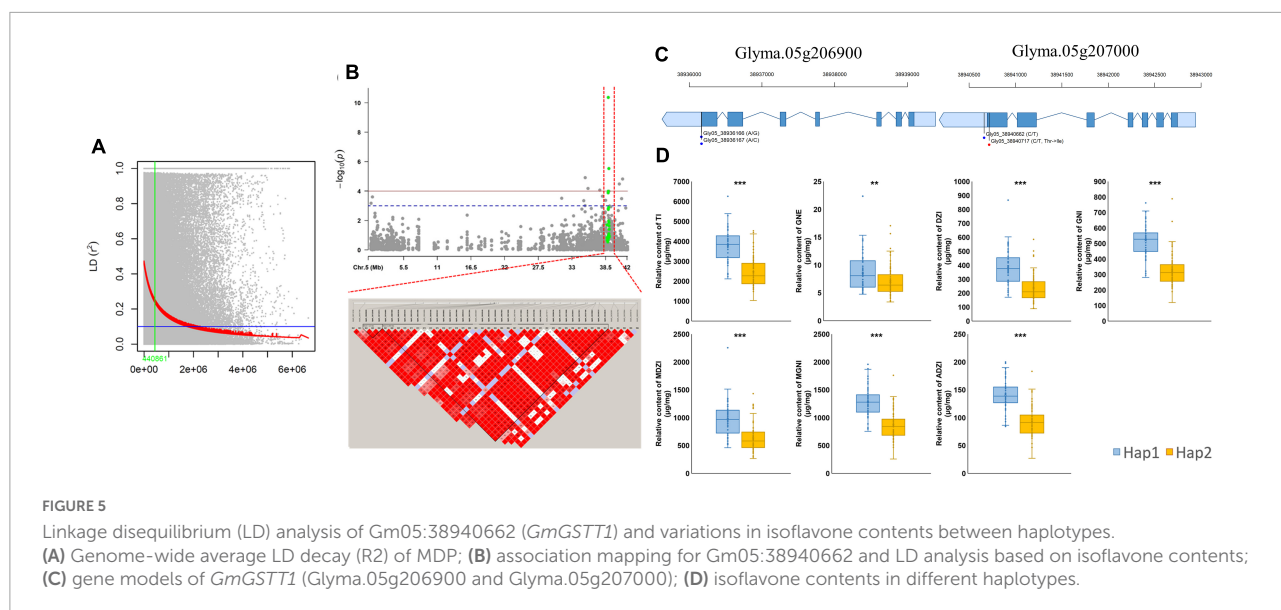 A
LD (r²)
1.0
0.8
0.6
0.4
0.2
0.0
440861
0e+00 2e+06 4e+06 6e+06
B
−log₁₀(p)
10
8
6
4
2
0
Chr.5 (Mb) 5.5 11 16.5 22 27.5 33 38.5 42
C
Glyma.05g206900
38936000 38937000 38938000 38939000
Gly05_38936166 (A/G)
Gly05_38936167 (A/C)
Glyma.05g207000
38940500 38941000 38941500 38942000 38942500 38943000
Gly05_38940662 (C/T)
Gly05_38940717 (C/T, Thr->Ile)
D
Relative content of TI
(μg/mg)
7000
6000
5000
4000
3000
2000
1000
0
***
Relative content of GNE
(μg/mg)
25
20
15
10
5
0
**
Relative content of DZI
(μg/mg)
1000
900
800
700
600
500
400
300
200
100
0
***
Relative content of GNI
(μg/mg)
900
800
700
600
500
400
300
200
100
0
***
Relative content of MDZI
(μg/mg)
2500
2000
1500
1000
500
0
***
Relative content of MGNI
(μg/mg)
2500
2000
1500
1000
500
0
***
Relative content of ADZI
(μg/mg)
250
200
150
100
50
0
***
Hap1 Hap2
FIGURE 5
Linkage disequilibrium (LD) analysis of Gm05:38940662 (GmGSTT1) and variations in isoflavone contents between haplotypes.
(A) Genome-wide average LD decay (R2) of MDP; (B) association mapping for Gm05:38940662 and LD analysis based on isoflavone contents;
(C) gene models of GmGSTT1 (Glyma.05g206900 and Glyma.05g207000); (D) isoflavone contents in different haplotypes.